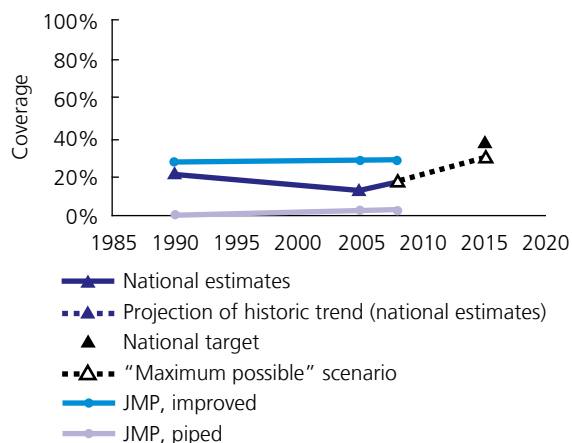 100%
80%
60%
40%
20%
0%
Coverage
1985 1990 1995 2000 2005 2010 2015 2020
National estimates
Projection of historic trend (national estimates)
National target
“Maximum possible” scenario
JMP, improved
JMP, piped